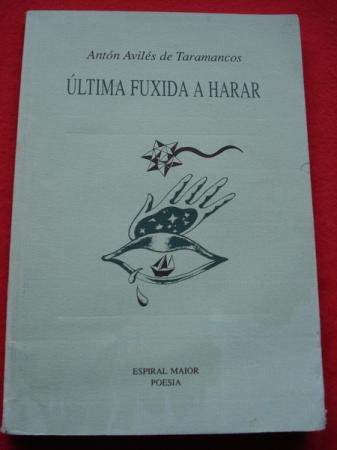 Antón Avilés de Taramancos
ÚLTIMA FUXIDA A HARAR
ESPIRAL MAIOR
POESIA